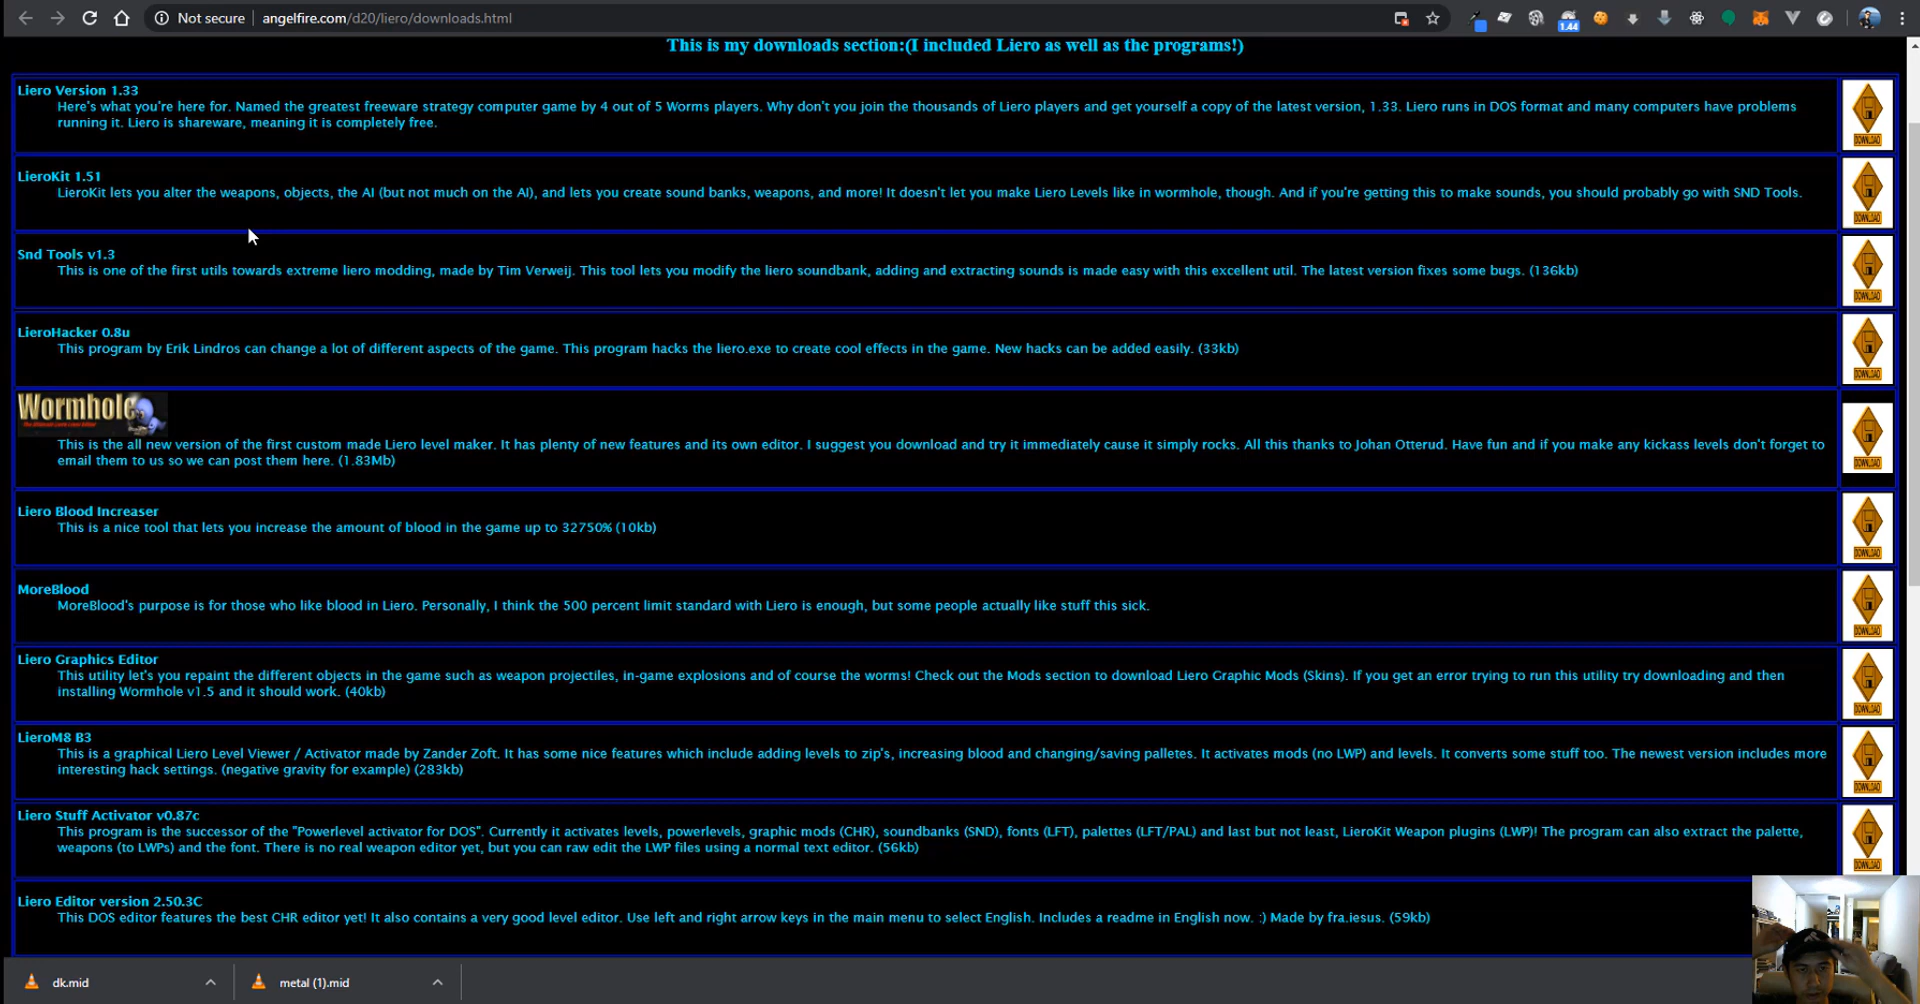 Not secure
angelfire.com/d20/liero/downloads.html
1.44
This is my downloads section:(I included Liero as well as the programs!)
Liero Version 1.33
Here's what you're here for. Named the greatest freeware strategy computer game by 4 out of 5 Worms players. Why don't you join the thousands of Liero players and get yourself a copy of the latest version, 1.33. Liero runs in DOS format and many computers have problems
running it. Liero is shareware, meaning it is completely free.
DOWNLOAD
LieroKit 1.51
LieroKit lets you alter the weapons, objects, the AI (but not much on the AI), and lets you create sound banks, weapons, and more! It doesn't let you make Liero Levels like in wormhole, though. And if you're getting this to make sounds, you should probably go with SND Tools.
DOWNLOAD
Snd Tools v1.3
This is one of the first utils towards extreme liero modding, made by Tim Verweij. This tool lets you modify the liero soundbank, adding and extracting sounds is made easy with this excellent util. The latest version fixes some bugs. (136kb)
DOWNLOAD
LieroHacker 0.8u
This program by Erik Lindros can change a lot of different aspects of the game. This program hacks the liero.exe to create cool effects in the game. New hacks can be added easily. (33kb)
DOWNLOAD
Wormhole
This is the all new version of the first custom made Liero level maker. It has plenty of new features and its own editor. I suggest you download and try it immediately cause it simply rocks. All this thanks to Johan Otterud. Have fun and if you make any kickass levels don't forget to
email them to us so we can post them here. (1.83Mb)
DOWNLOAD
Liero Blood Increaser
This is a nice tool that lets you increase the amount of blood in the game up to 32750% (10kb)
DOWNLOAD
MoreBlood
MoreBlood's purpose is for those who like blood in Liero. Personally, I think the 500 percent limit standard with Liero is enough, but some people actually like stuff this sick.
DOWNLOAD
Liero Graphics Editor
This utility let's you repaint the different objects in the game such as weapon projectiles, in-game explosions and of course the worms! Check out the Mods section to download Liero Graphic Mods (Skins). If you get an error trying to run this utility try downloading and then
installing Wormhole v1.5 and it should work. (40kb)
DOWNLOAD
LieroM8 B3
This is a graphical Liero Level Viewer / Activator made by Zander Zoft. It has some nice features which include adding levels to zip's, increasing blood and changing/saving palletes. It activates mods (no LWP) and levels. It converts some stuff too. The newest version includes more
interesting hack settings. (negative gravity for example) (283kb)
DOWNLOAD
Liero Stuff Activator v0.87c
This program is the successor of the "Powerlevel activator for DOS". Currently it activates levels, powerlevels, graphic mods (CHR), soundbanks (SND), fonts (LFT), palettes (LFT/PAL) and last but not least, LieroKit Weapon plugins (LWP)! The program can also extract the palette,
weapons (to LWPs) and the font. There is no real weapon editor yet, but you can raw edit the LWP files using a normal text editor. (56kb)
DOWNLOAD
Liero Editor version 2.50.3C
This DOS editor features the best CHR editor yet! It also contains a very good level editor. Use left and right arrow keys in the main menu to select English. Includes a readme in English now. :) Made by fra.iesus. (59kb)
dk.mid
metal (1).mid